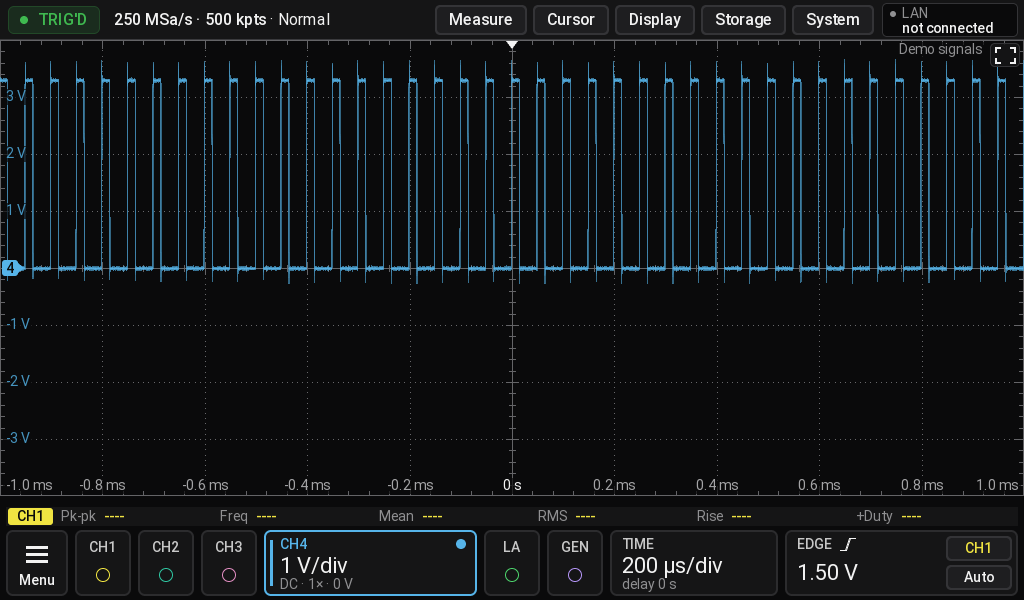 TRIG'D 250 MSa/s · 500 kpts · Normal Measure Cursor Display Storage System LAN
not connected
Demo signals
3 V
2 V
1 V
4
-1 V
-2 V
-3 V
-1.0 ms -0.8 ms -0.6 ms -0.4 ms -0.2 ms 0 s 0.2 ms 0.4 ms 0.6 ms 0.8 ms 1.0 ms
CH1 Pk-pk ---- Freq ---- Mean ---- RMS ---- Rise ---- +Duty ----
Menu
CH1
CH2
CH3
CH4
1 V/div
DC · 1× · 0 V
LA
GEN
TIME
200 µs/div
delay 0 s
EDGE
1.50 V
CH1
Auto